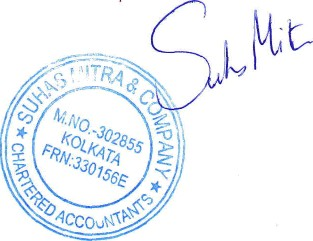 Suhas Mitra
SUHAS MITRA & COMPANY
M.NO.-302855
KOLKATA
FRN:330156E
★ CHARTERED ACCOUNTANTS ★